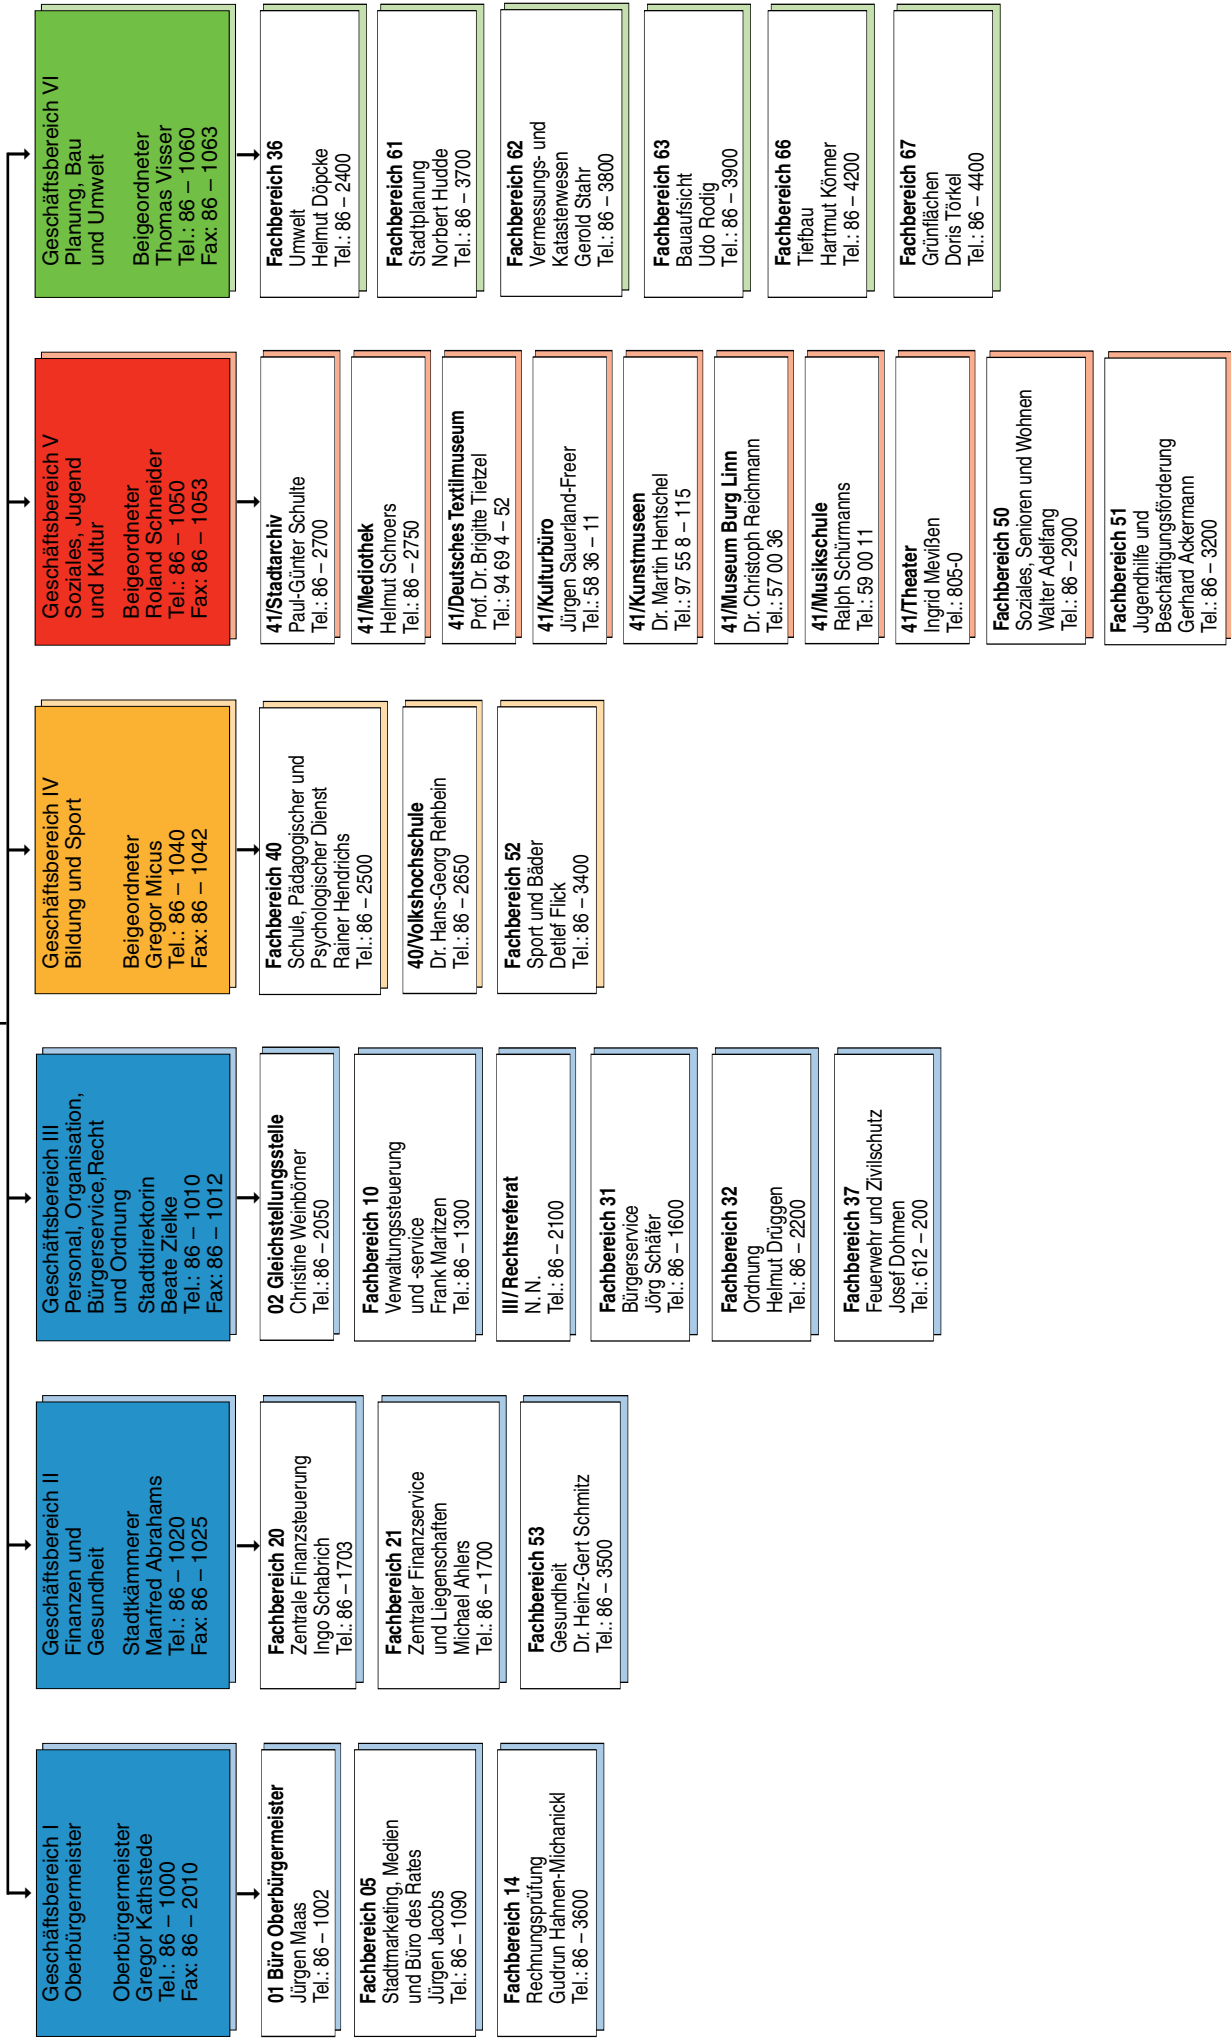 Geschäftsbereich I
Oberbürgermeister
Oberbürgermeister
Gregor Kathstede
Tel.: 86 – 1000
Fax: 86 – 2010
01 Büro Oberbürgermeister
Jürgen Maas
Tel.: 86 – 1002
Fachbereich 05
Stadtmarketing, Medien
und Büro des Rates
Jürgen Jacobs
Tel.: 86 – 1090
Fachbereich 14
Rechnungsprüfung
Gudrun Hahnen-Michanickl
Tel.: 86 – 3600
Geschäftsbereich II
Finanzen und
Gesundheit
Stadtkämmerer
Manfred Abrahams
Tel.: 86 – 1020
Fax: 86 – 1025
Fachbereich 20
Zentrale Finanzsteuerung
Ingo Schabrich
Tel.: 86 – 1703
Fachbereich 21
Zentraler Finanzservice
und Liegenschaften
Michael Ahlers
Tel.: 86 – 1700
Fachbereich 53
Gesundheit
Dr. Heinz-Gert Schmitz
Tel.: 86 – 3500
Geschäftsbereich III
Personal, Organisation,
Bürgerservice,Recht
und Ordnung
Stadtdirektorin
Beate Zielke
Tel.: 86 – 1010
Fax: 86 – 1012
02 Gleichstellungsstelle
Christine Weinbörner
Tel.: 86 – 2050
Fachbereich 10
Verwaltungssteuerung
und -service
Frank Maritzen
Tel.: 86 – 1300
III / Rechtsreferat
N. N.
Tel.: 86 – 2100
Fachbereich 31
Bürgerservice
Jörg Schäfer
Tel.: 86 – 1600
Fachbereich 32
Ordnung
Helmut Drüggen
Tel.: 86 – 2200
Fachbereich 37
Feuerwehr und Zivilschutz
Josef Dohmen
Tel.: 612 – 200
Geschäftsbereich IV
Bildung und Sport
Beigeordneter
Gregor Micus
Tel.: 86 – 1040
Fax: 86 – 1042
Fachbereich 40
Schule, Pädagogischer und
Psychologischer Dienst
Rainer Hendrichs
Tel.: 86 – 2500
40/Volkshochschule
Dr. Hans-Georg Rehbein
Tel.: 86 – 2650
Fachbereich 52
Sport und Bäder
Detlef Flick
Tel.: 86 – 3400
Geschäftsbereich V
Soziales, Jugend
und Kultur
Beigeordneter
Roland Schneider
Tel.: 86 – 1050
Fax: 86 – 1053
41/Stadtarchiv
Paul-Günter Schulte
Tel.: 86 – 2700
41/Mediothek
Helmut Schroers
Tel.: 86 – 2750
41/Deutsches Textilmuseum
Prof. Dr. Brigitte Tietzel
Tel.: 94 69 4 – 52
41/Kulturbüro
Jürgen Sauerland-Freer
Tel.: 58 36 – 11
41/Kunstmuseen
Dr. Martin Hentschel
Tel.: 97 55 8 – 115
41/Museum Burg Linn
Dr. Christoph Reichmann
Tel.: 57 00 36
41/Musikschule
Ralph Schürmanns
Tel.: 59 00 11
41/Theater
Ingrid Mevißen
Tel.: 805-0
Fachbereich 50
Soziales, Senioren und Wohnen
Walter Adelfang
Tel.: 86 – 2900
Fachbereich 51
Jugendhilfe und
Beschäftigungsförderung
Gerhard Ackermann
Tel.: 86 – 3200
Geschäftsbereich VI
Planung, Bau
und Umwelt
Beigeordneter
Thomas Visser
Tel.: 86 – 1060
Fax: 86 – 1063
Fachbereich 36
Umwelt
Helmut Döpcke
Tel.: 86 – 2400
Fachbereich 61
Stadtplanung
Norbert Hudde
Tel.: 86 – 3700
Fachbereich 62
Vermessungs- und
Katasterwesen
Gerold Stahr
Tel.: 86 – 3800
Fachbereich 63
Bauaufsicht
Udo Rodig
Tel.: 86 – 3900
Fachbereich 66
Tiefbau
Hartmut Könner
Tel.: 86 – 4200
Fachbereich 67
Grünflächen
Doris Törkel
Tel.: 86 – 4400